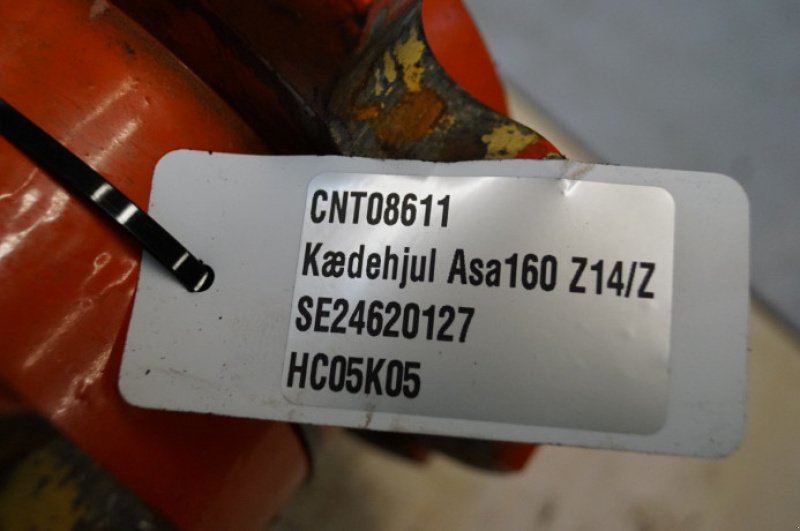 CNT08611
Kædehjul Asa160 Z14/Z
SE24620127
HC05K05